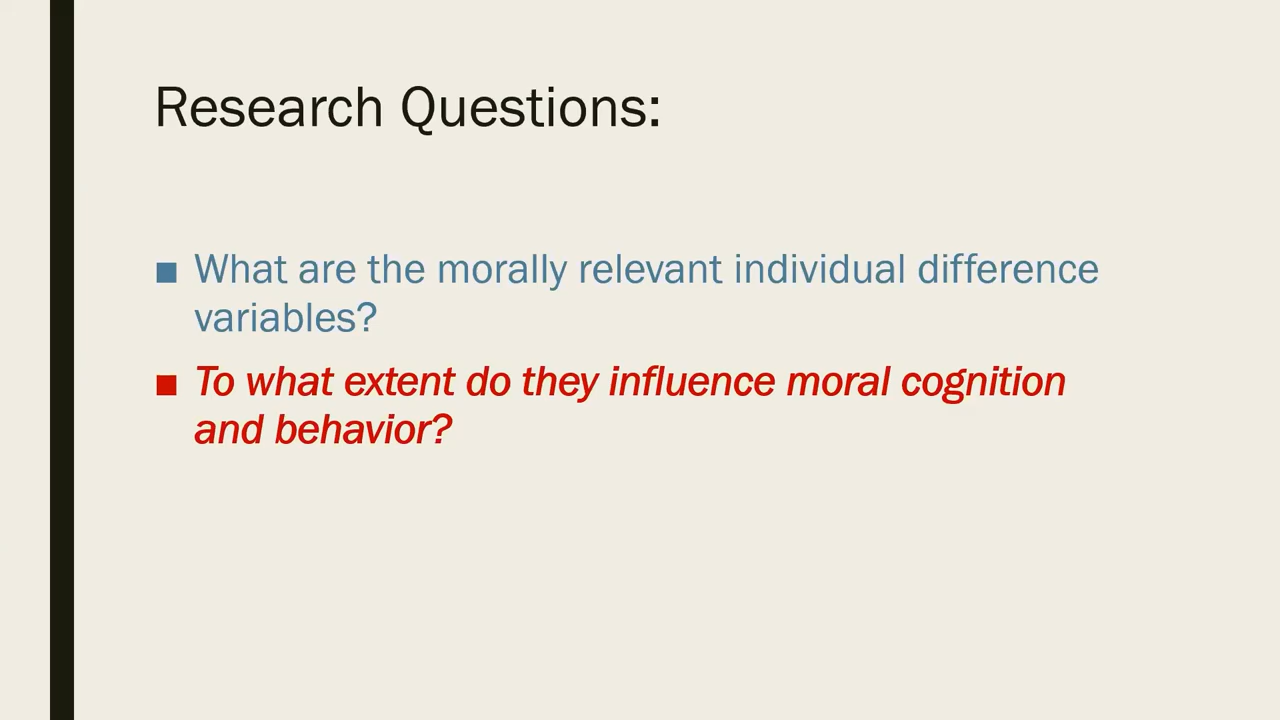 Research Questions:
■ What are the morally relevant individual difference
variables?
■ To what extent do they influence moral cognition
and behavior?